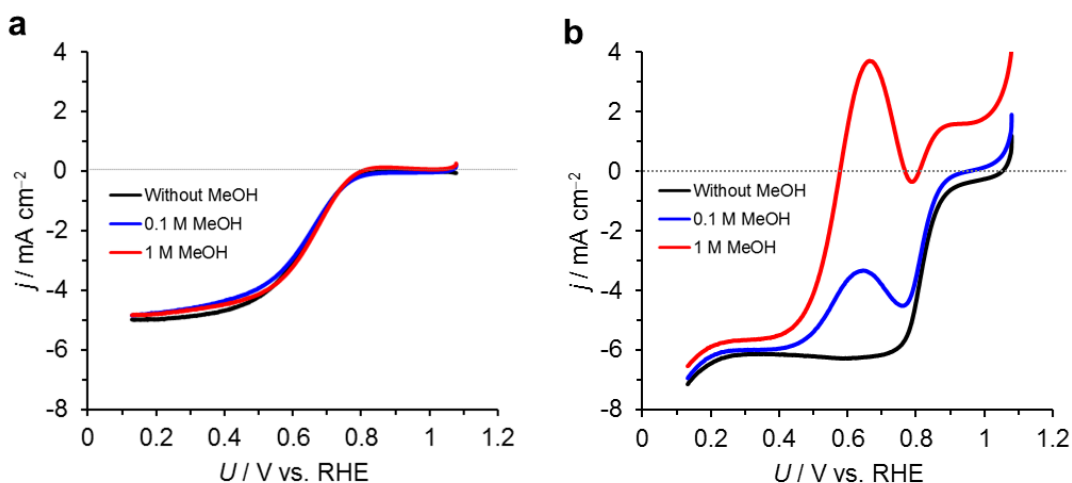 a
4
2
0
-2
-4
-6
-8
j / mA cm⁻²
Without MeOH
0.1 M MeOH
1 M MeOH
0
0.2
0.4
0.6
0.8
1
1.2
U / V vs. RHE
b
4
2
0
-2
-4
-6
-8
j / mA cm⁻²
Without MeOH
0.1 M MeOH
1 M MeOH
0
0.2
0.4
0.6
0.8
1
1.2
U / V vs. RHE